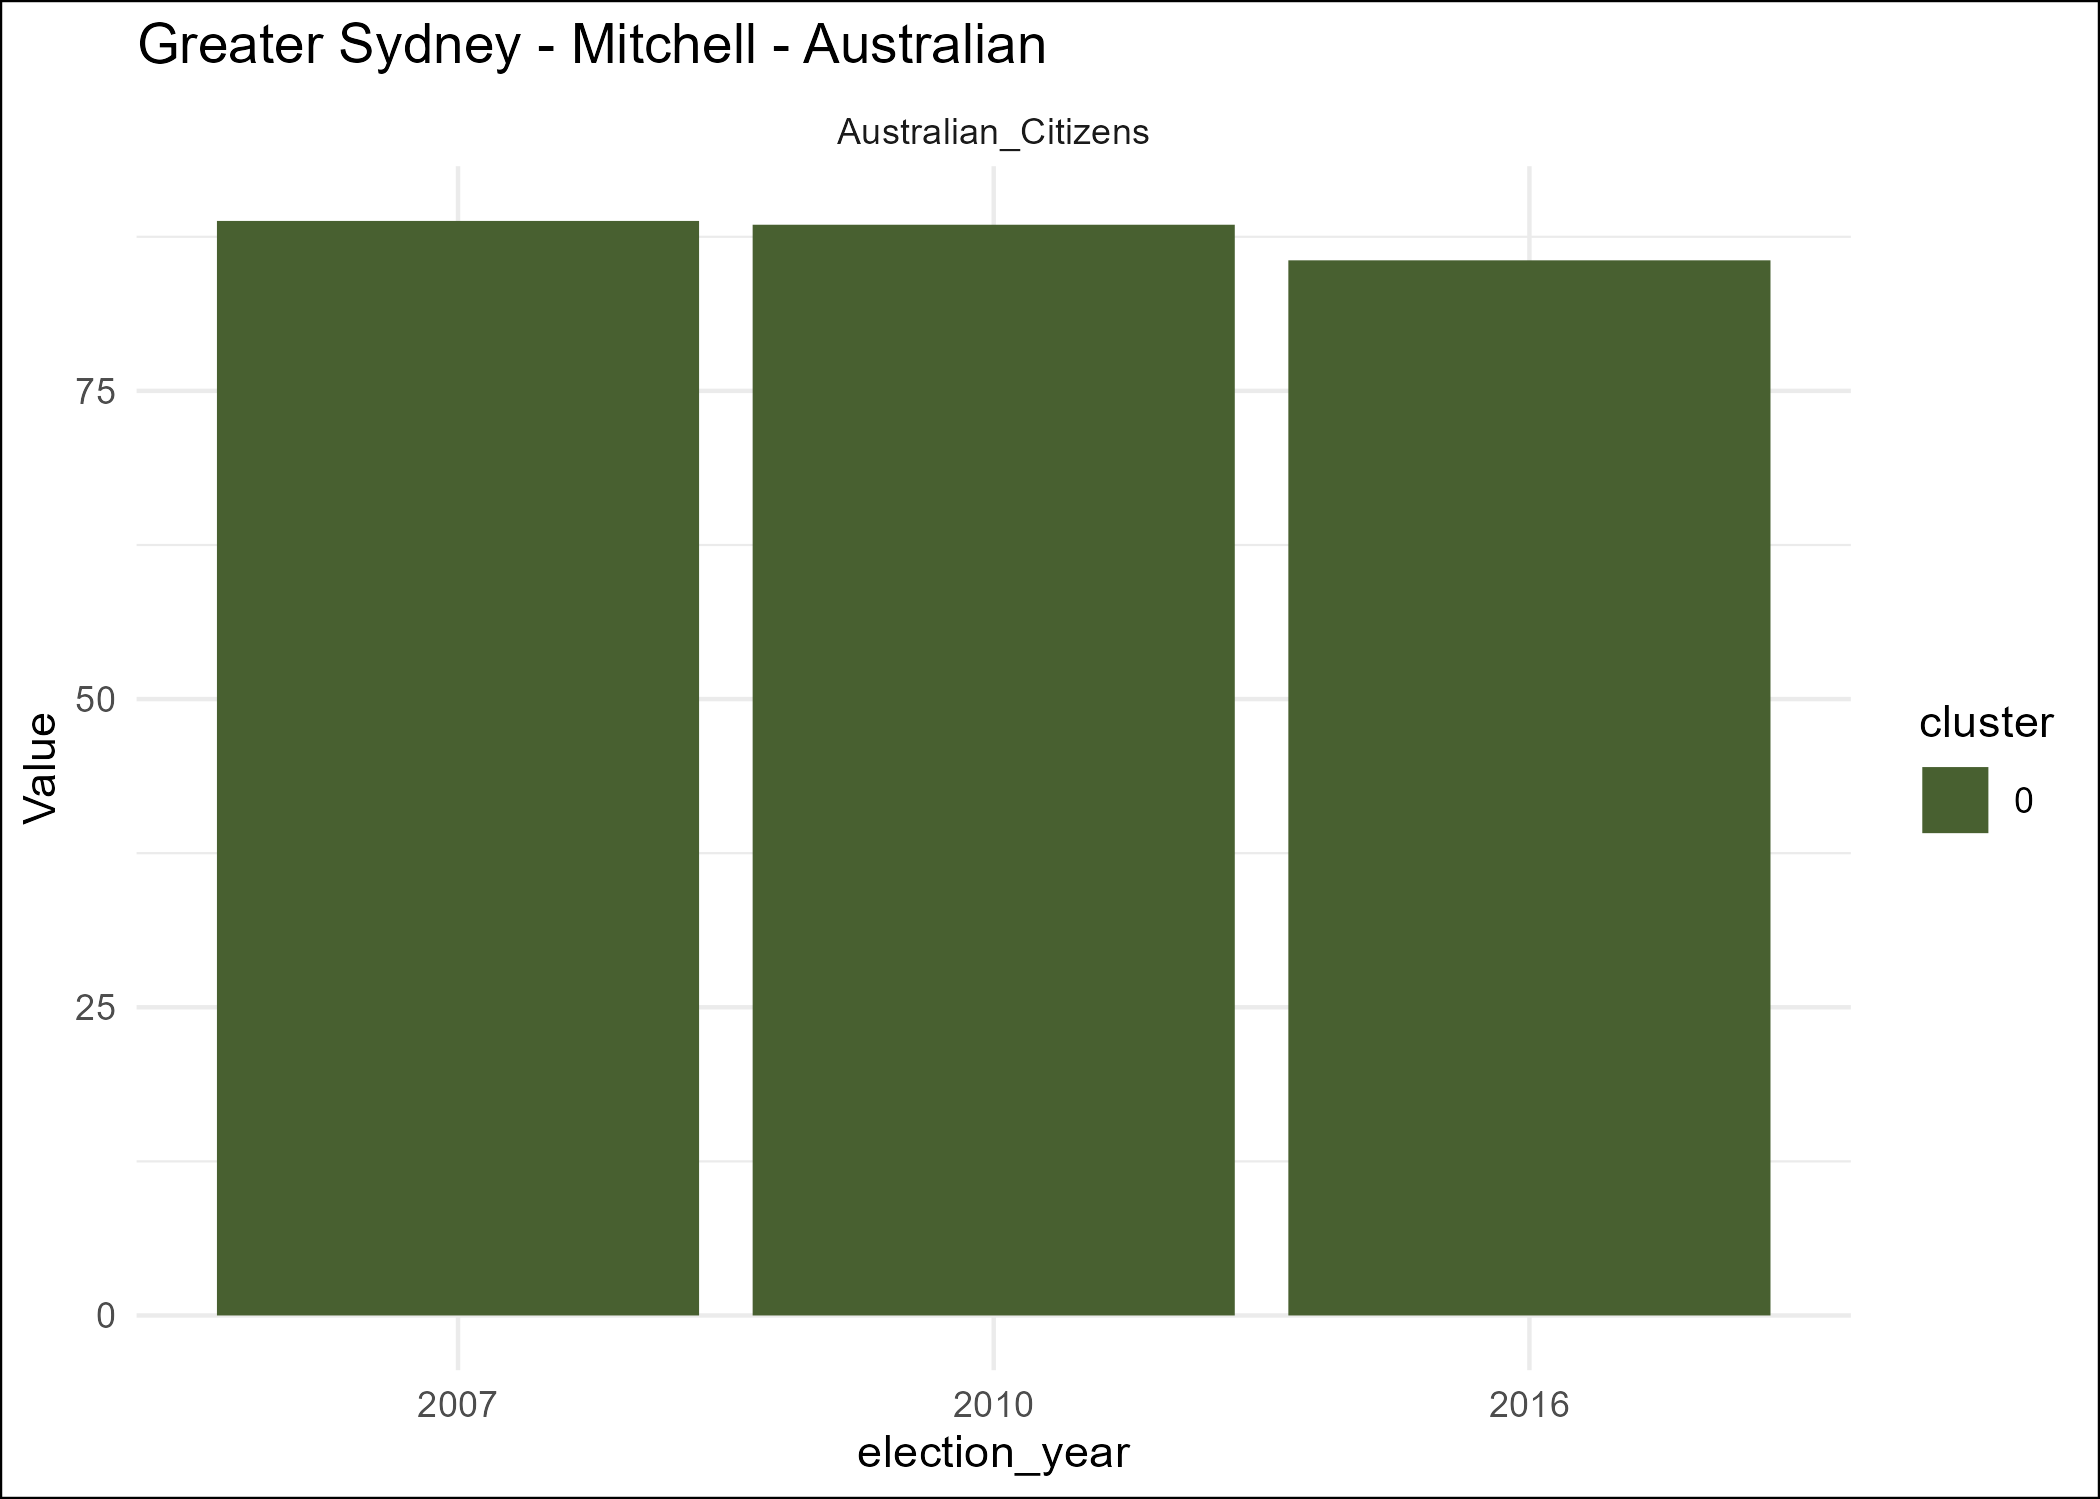 Greater Sydney - Mitchell - Australian
Australian_Citizens
75
50
25
0
Value
2007 2010 2016
election_year
cluster
0